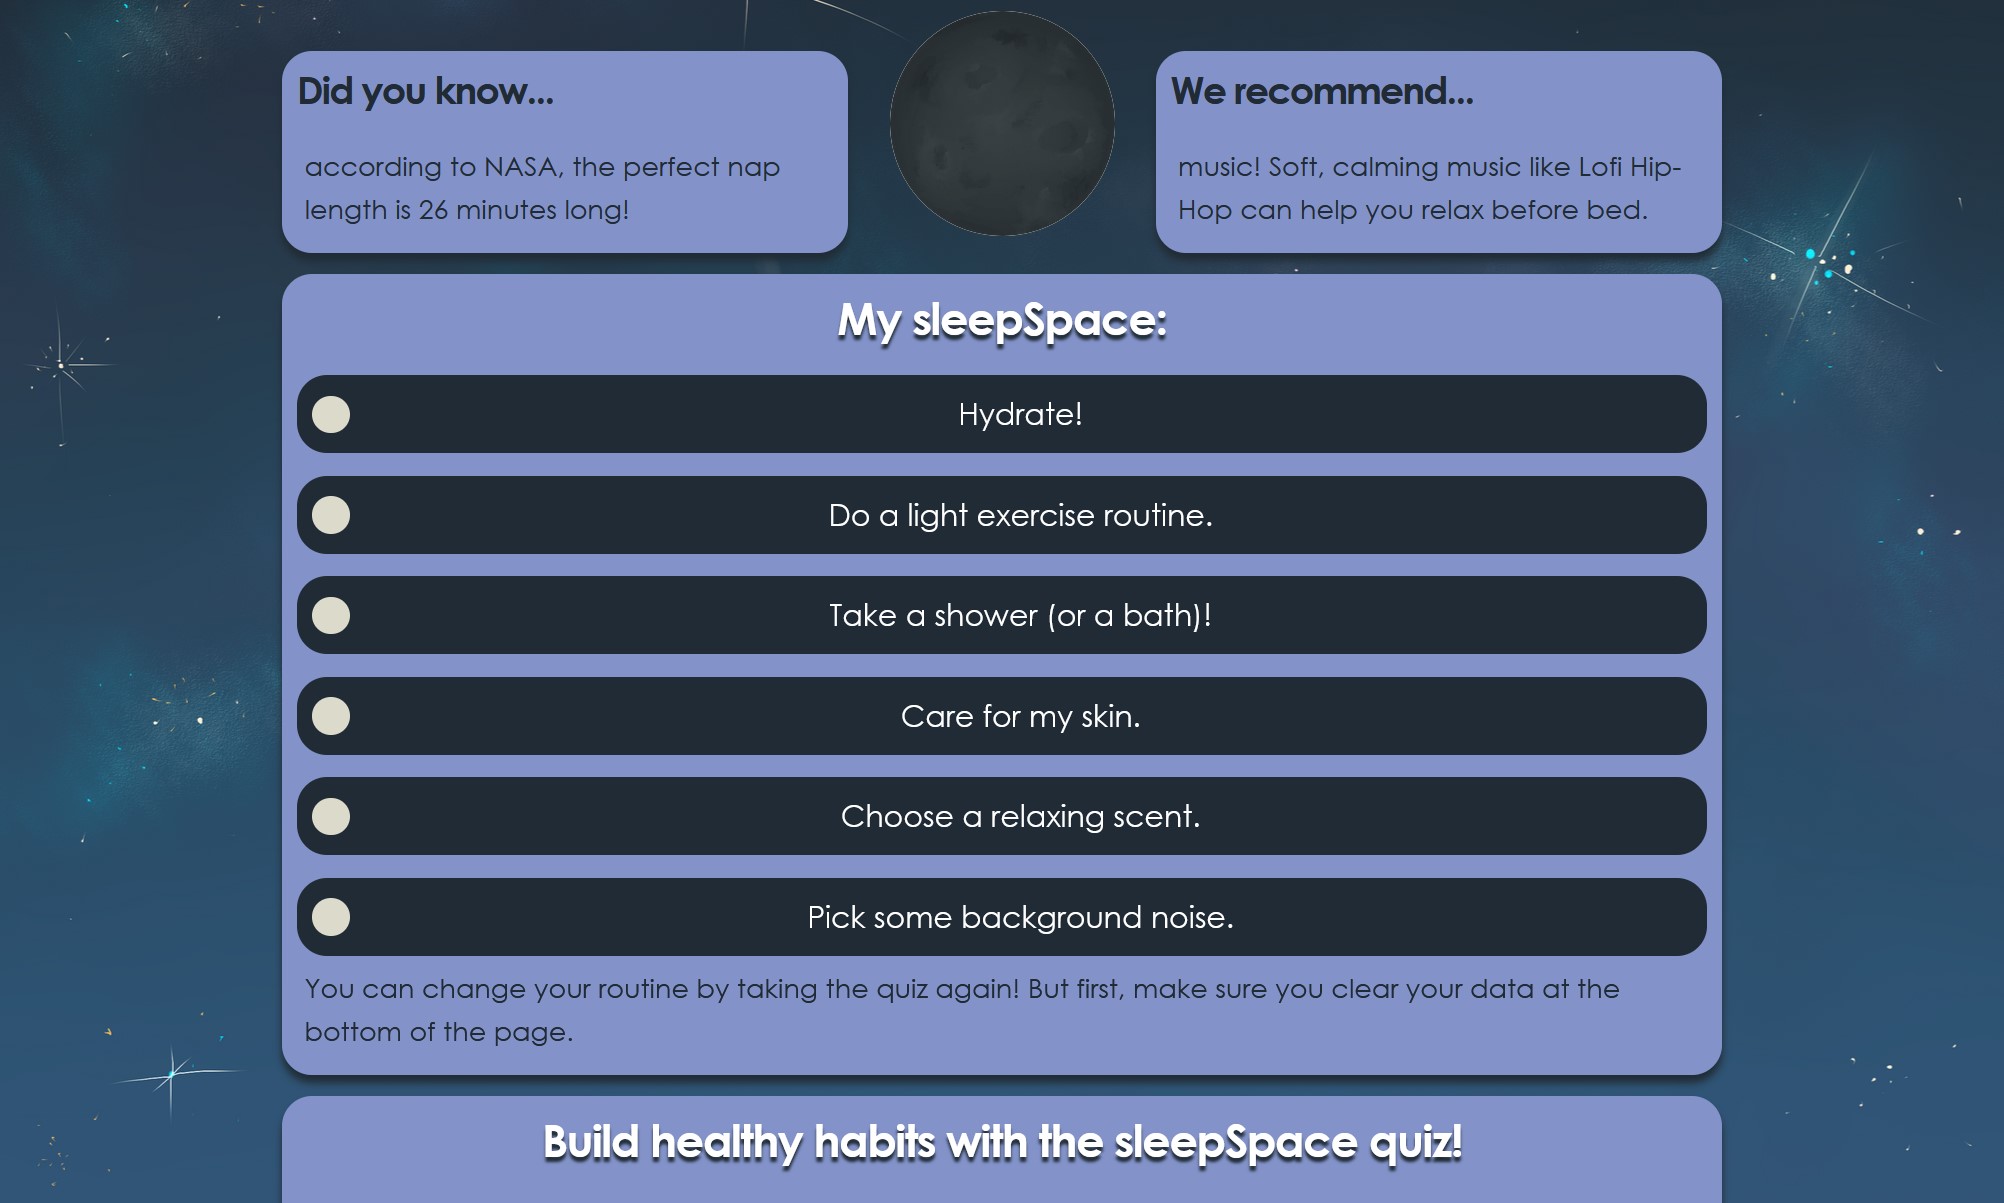 Did you know...
according to NASA, the perfect nap
length is 26 minutes long!
We recommend...
music! Soft, calming music like Lofi Hip-
Hop can help you relax before bed.
My sleepSpace:
Hydrate!
Do a light exercise routine.
Take a shower (or a bath)!
Care for my skin.
Choose a relaxing scent.
Pick some background noise.
You can change your routine by taking the quiz again! But first, make sure you clear your data at the
bottom of the page.
Build healthy habits with the sleepSpace quiz!